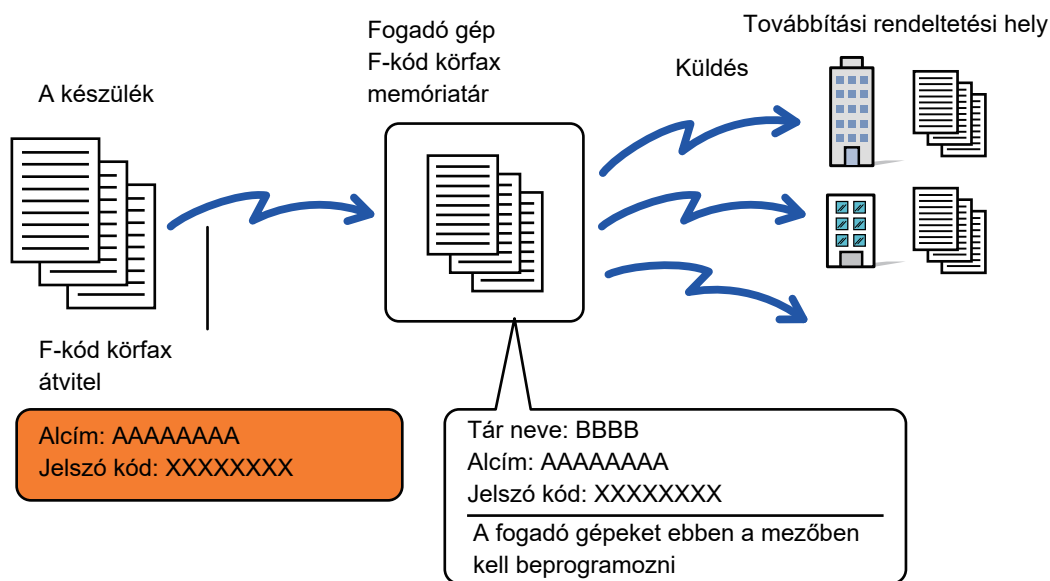 A készülék
Fogadó gép
F-kód körfax
memóriatár
Küldés
Továbbítási rendeltetési hely
F-kód körfax
átvitel
Alcím: AAAAAAAA
Jelszó kód: XXXXXXXX
Tár neve: BBBB
Alcím: AAAAAAAA
Jelszó kód: XXXXXXXX
A fogadó gépeket ebben a mezőben
kell beprogramozni